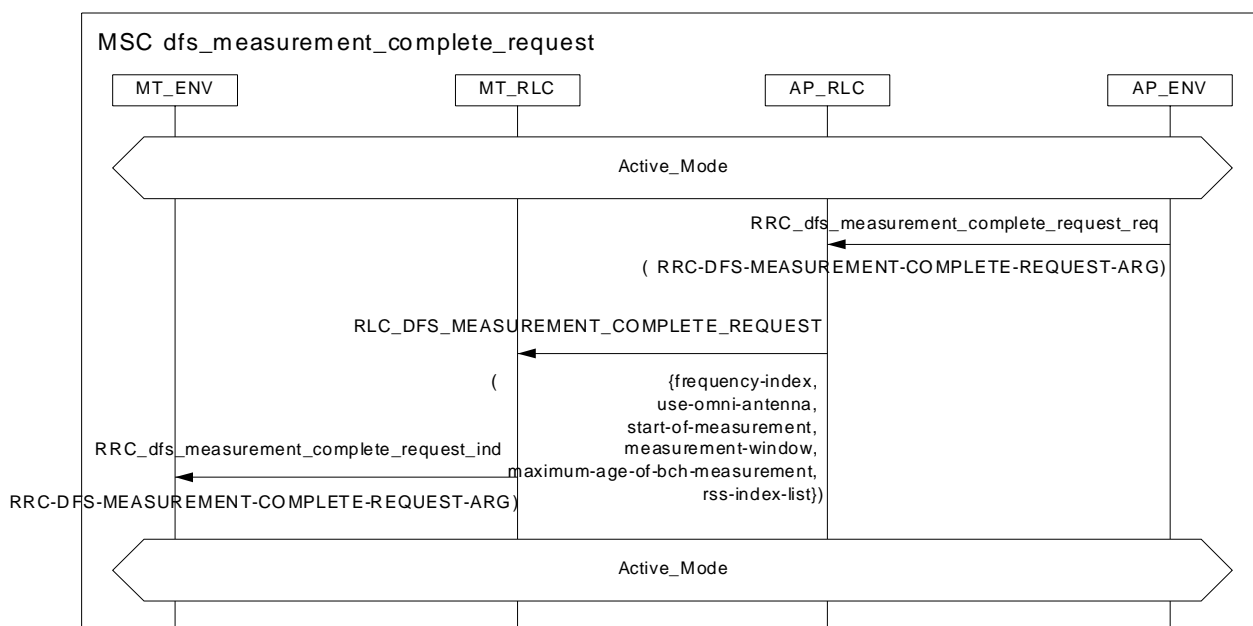 MSC dfs_measurement_complete_request
MT_ENV
MT_RLC
AP_RLC
AP_ENV
Active_Mode
RRC_dfs_measurement_complete_request_req
( RRC-DFS-MEASUREMENT-COMPLETE-REQUEST-ARG)
RLC_DFS_MEASUREMENT_COMPLETE_REQUEST
( {frequency-index,
use-omni-antenna,
start-of-measurement,
RRC_dfs_measurement_complete_request_ind
measurement-window,
maximum-age-of-bch-measurement,
rss-index-list})
RRC-DFS-MEASUREMENT-COMPLETE-REQUEST-ARG)
Active_Mode